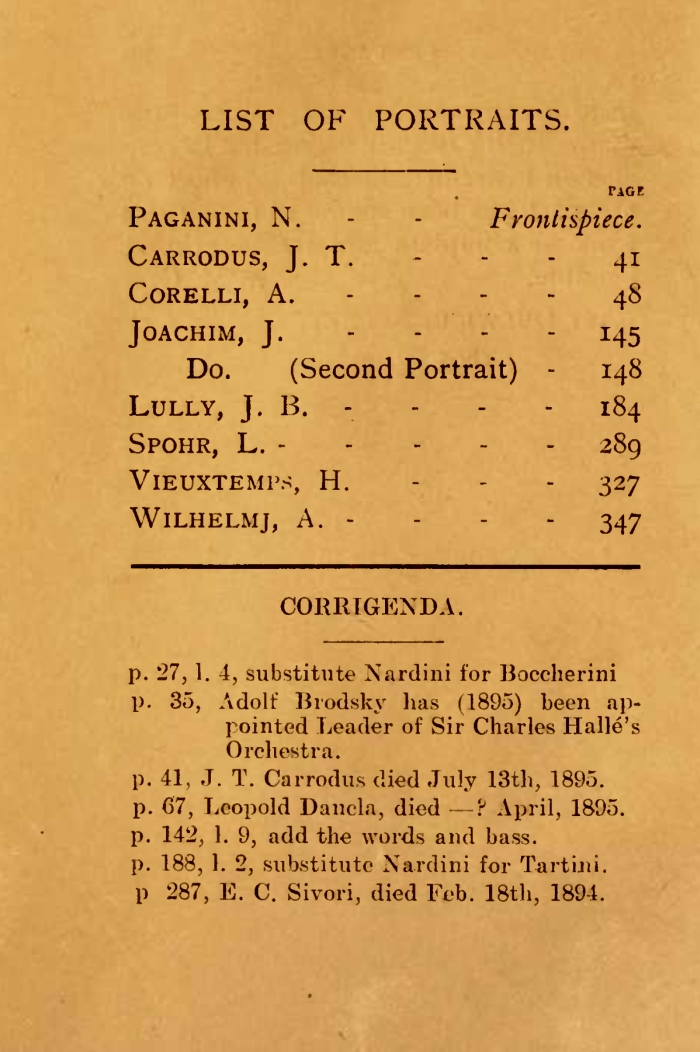 LIST OF PORTRAITS.
PAGE
PAGANINI, N. - - Frontispiece.
CARRODUS, J. T. - - - 41
CORELLI, A. - - - - 48
JOACHIM, J. - - - - 145
Do. (Second Portrait) - 148
LULLY, J. B. - - - - 184
SPOHR, L. - - - - - 289
VIEUXTEMPS, H. - - - 327
WILHELMJ, A. - - - - 347
CORRIGENDA.
p. 27, l. 4, substitute Nardini for Boccherini
p. 35, Adolf Brodsky has (1895) been ap-
pointed Leader of Sir Charles Hallé's
Orchestra.
p. 41, J. T. Carrodus died July 13th, 1895.
p. 67, Leopold Dancla, died —? April, 1895.
p. 142, l. 9, add the words and bass.
p. 188, l. 2, substitute Nardini for Tartini.
p 287, E. C. Sivori, died Feb. 18th, 1894.